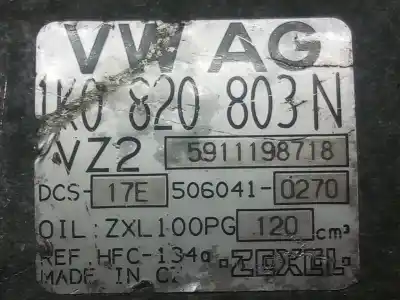 VW AG
1K0 820 803 N
VZ2 5911198718
DCS- 17E 506041- 0270
OIL: ZXL100PG 120 cm³
REF. HFC-134a ZEXEL
MADE IN CZ